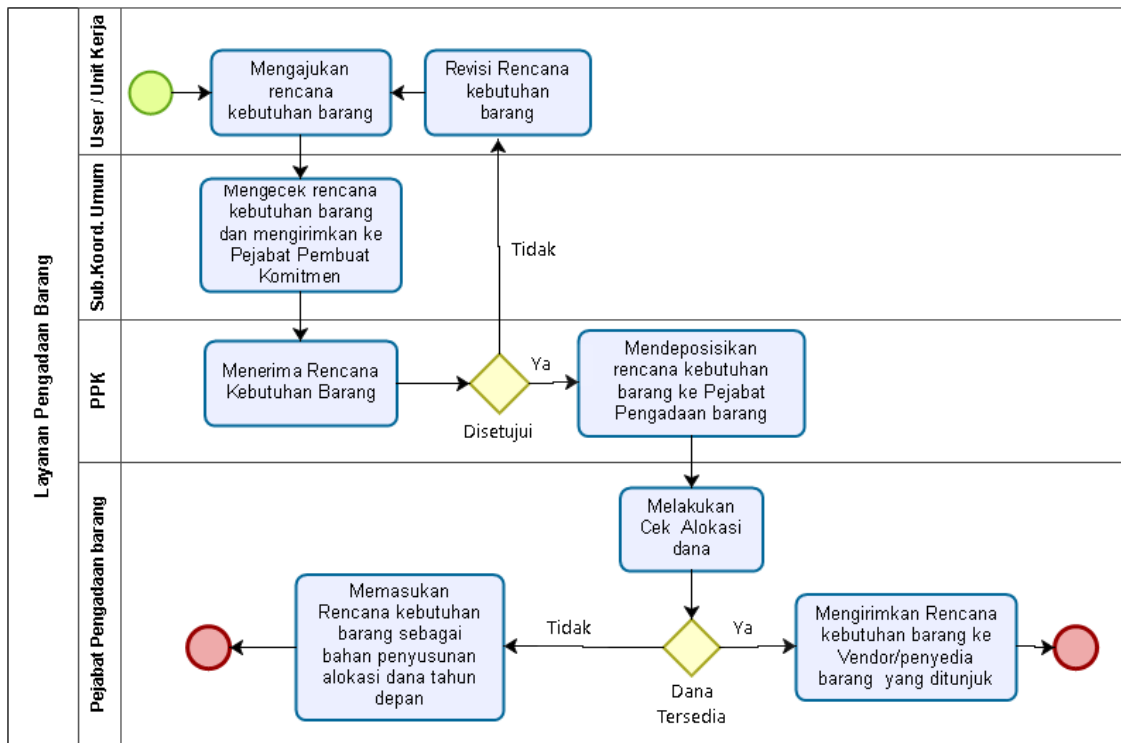 Layanan Pengadaan Barang
User / Unit Kerja
Mengajukan
rencana
kebutuhan barang
Revisi Rencana
kebutuhan
barang
Sub.Koord. Umum
Mengecek rencana
kebutuhan barang
dan mengirimkan ke
Pejabat Pembuat
Komitmen
Tidak
PPK
Menerima Rencana
Kebutuhan Barang
Disetujui
Ya
Mendeposisikan
rencana kebutuhan
barang ke Pejabat
Pengadaan barang
Pejabat Pengadaan barang
Melakukan
Cek Alokasi
dana
Dana
Tersedia
Tidak
Memasukan
Rencana kebutuhan
barang sebagai
bahan penyusunan
alokasi dana tahun
depan
Ya
Mengirimkan Rencana
kebutuhan barang ke
Vendor/penyedia
barang yang ditunjuk